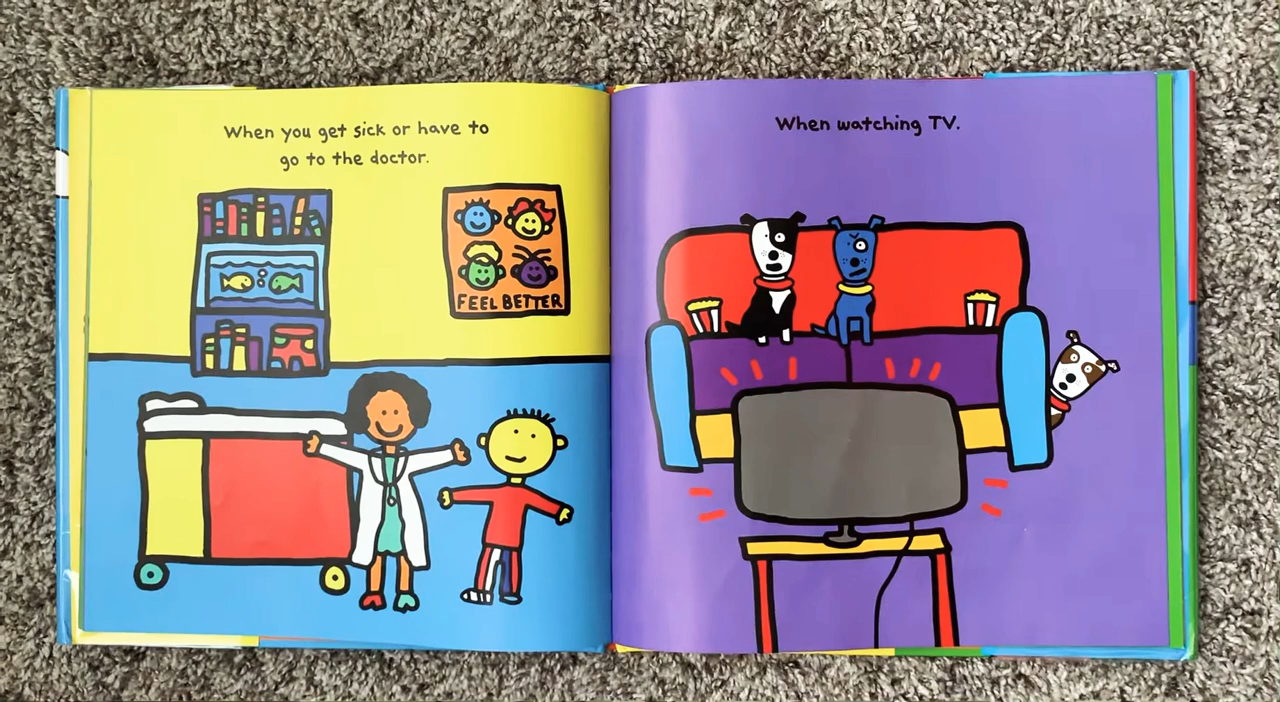 When you get sick or have to
go to the doctor.
FEEL BETTER
When watching TV.